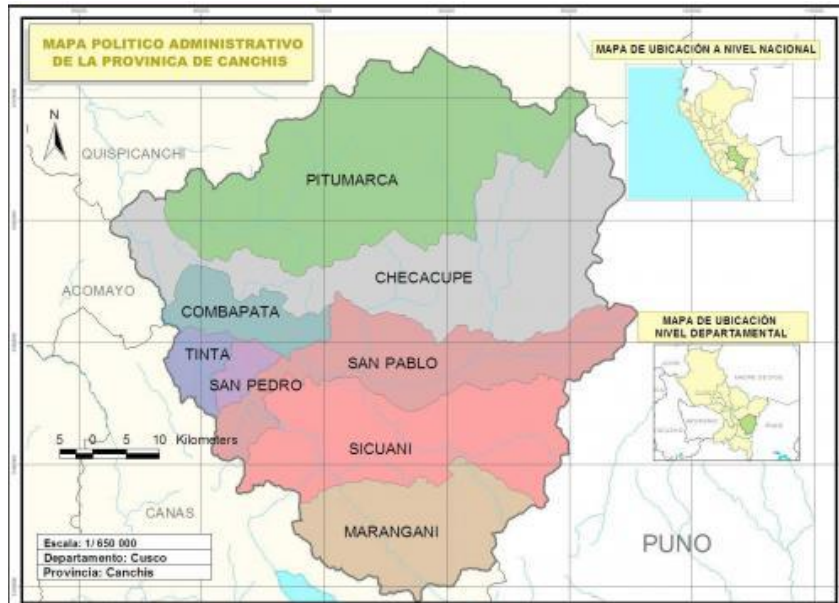 MAPA POLITICO ADMINISTRATIVO
DE LA PROVINICA DE CANCHIS
MAPA DE UBICACIÓN A NIVEL NACIONAL
N
QUISPICANCHI
PITUMARCA
CHECACUPE
ACOMAYO
COMBAPATA
MAPA DE UBICACIÓN
NIVEL DEPARTAMENTAL
TINTA
SAN PABLO
SAN PEDRO
5 0 5 10 Kilometers
SICUANI
CANAS
MARANGANI
PUNO
Escala: 1/ 650 000
Departamento: Cusco
Provincia: Canchis